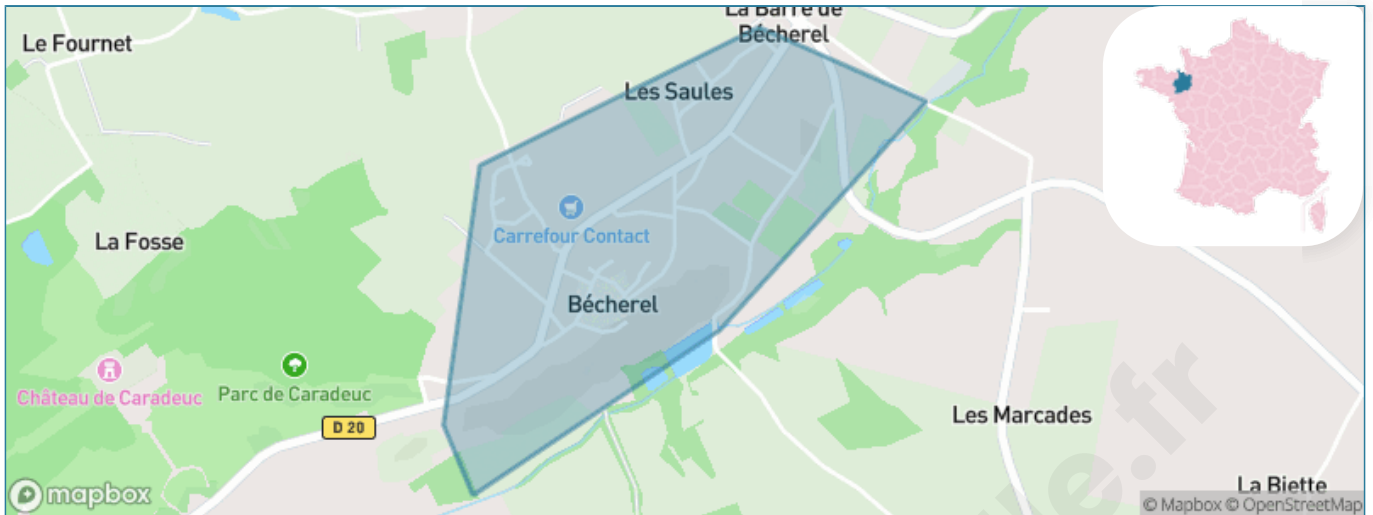 La Barre de
Bécherel
Le Fournet
Les Saules
Carrefour Contact
La Fosse
Bécherel
Château de Caradeuc
Parc de Caradeuc
D 20
Les Marcades
La Biette
mapbox
© Mapbox © OpenStreetMap